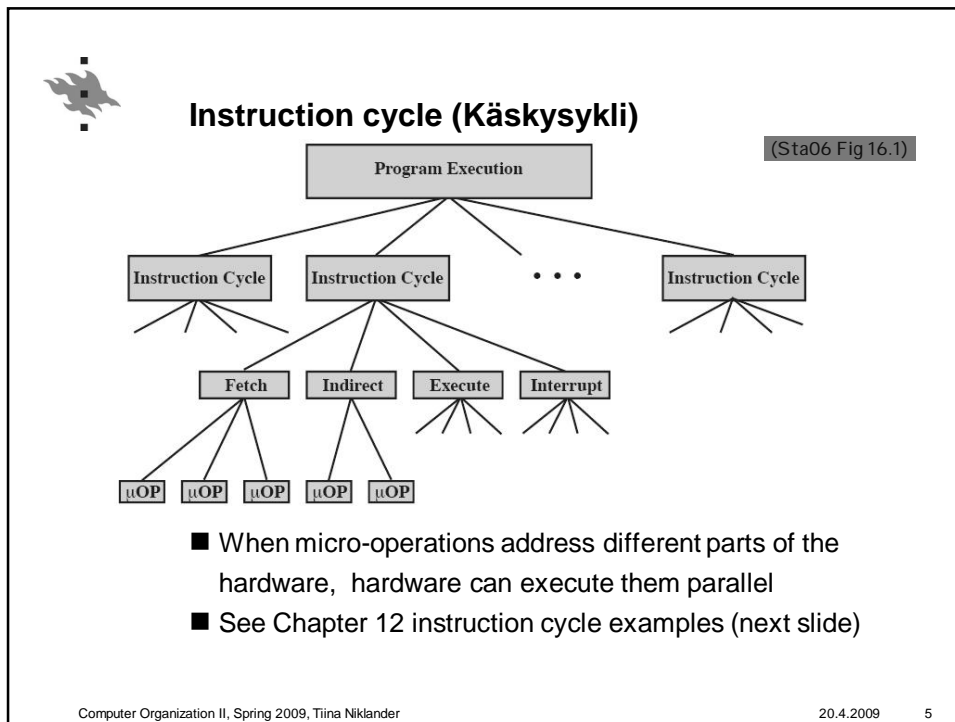 Instruction cycle (Käskysykli)
(Sta06 Fig 16.1)
Program Execution
Instruction Cycle
Instruction Cycle
• • •
Instruction Cycle
Fetch
Indirect
Execute
Interrupt
μOP
μOP
μOP
μOP
μOP
■ When micro-operations address different parts of the
hardware, hardware can execute them parallel
■ See Chapter 12 instruction cycle examples (next slide)
Computer Organization II, Spring 2009, Tiina Niklander
20.4.2009
5